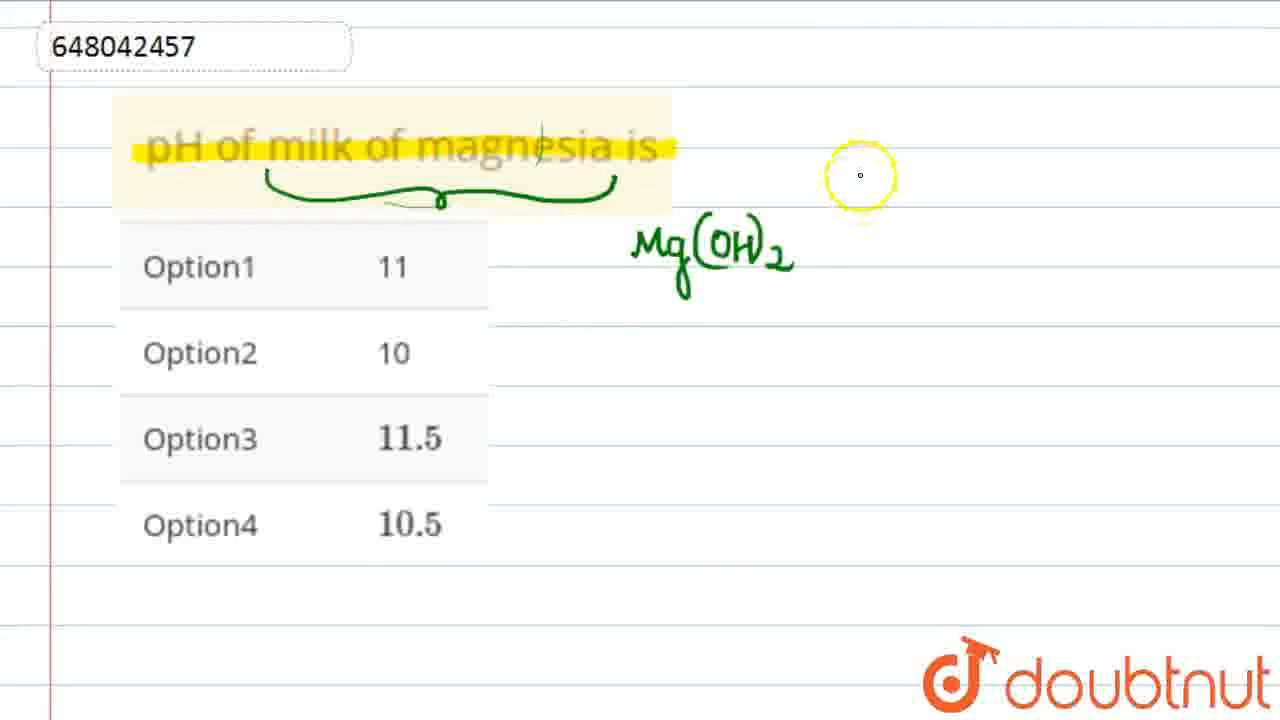 648042457
pH of milk of magnesia is
Mg(OH)2
Option1 11
Option2 10
Option3 11.5
Option4 10.5
doubtnut